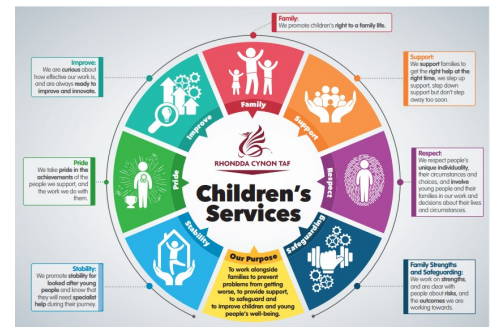 Family:
We promote children's right to a family life.
Improve:
We are curious about
how effective our work is,
and are always ready to
improve and innovate.
Support:
We support families to
get the right help at the
right time, we step up
support, step down
support but don't step
away too soon.
Family
Improve
Support
RHONDDA CYNON TAF
Pride
We take pride in the
achievements of the
people we support, and
the work we do with
them.
Pride
Children's
Services
Respect
Respect:
We respect people's
unique individuality,
their circumstances and
choices, and involve
young people and their
families in our work and
decisions about their lives
and circumstances.
Stability
Safeguarding
Our Purpose
To work alongside
families to prevent
problems from getting
worse, to provide support,
to safeguard and
to improve children and young
people's well-being.
Stability:
We promote stability for
looked after young
people and know that
they will need specialist
help during their journey.
Family Strengths
and Safeguarding:
We work on strengths,
and are clear with
people about risks, and
the outcomes we are
working towards.